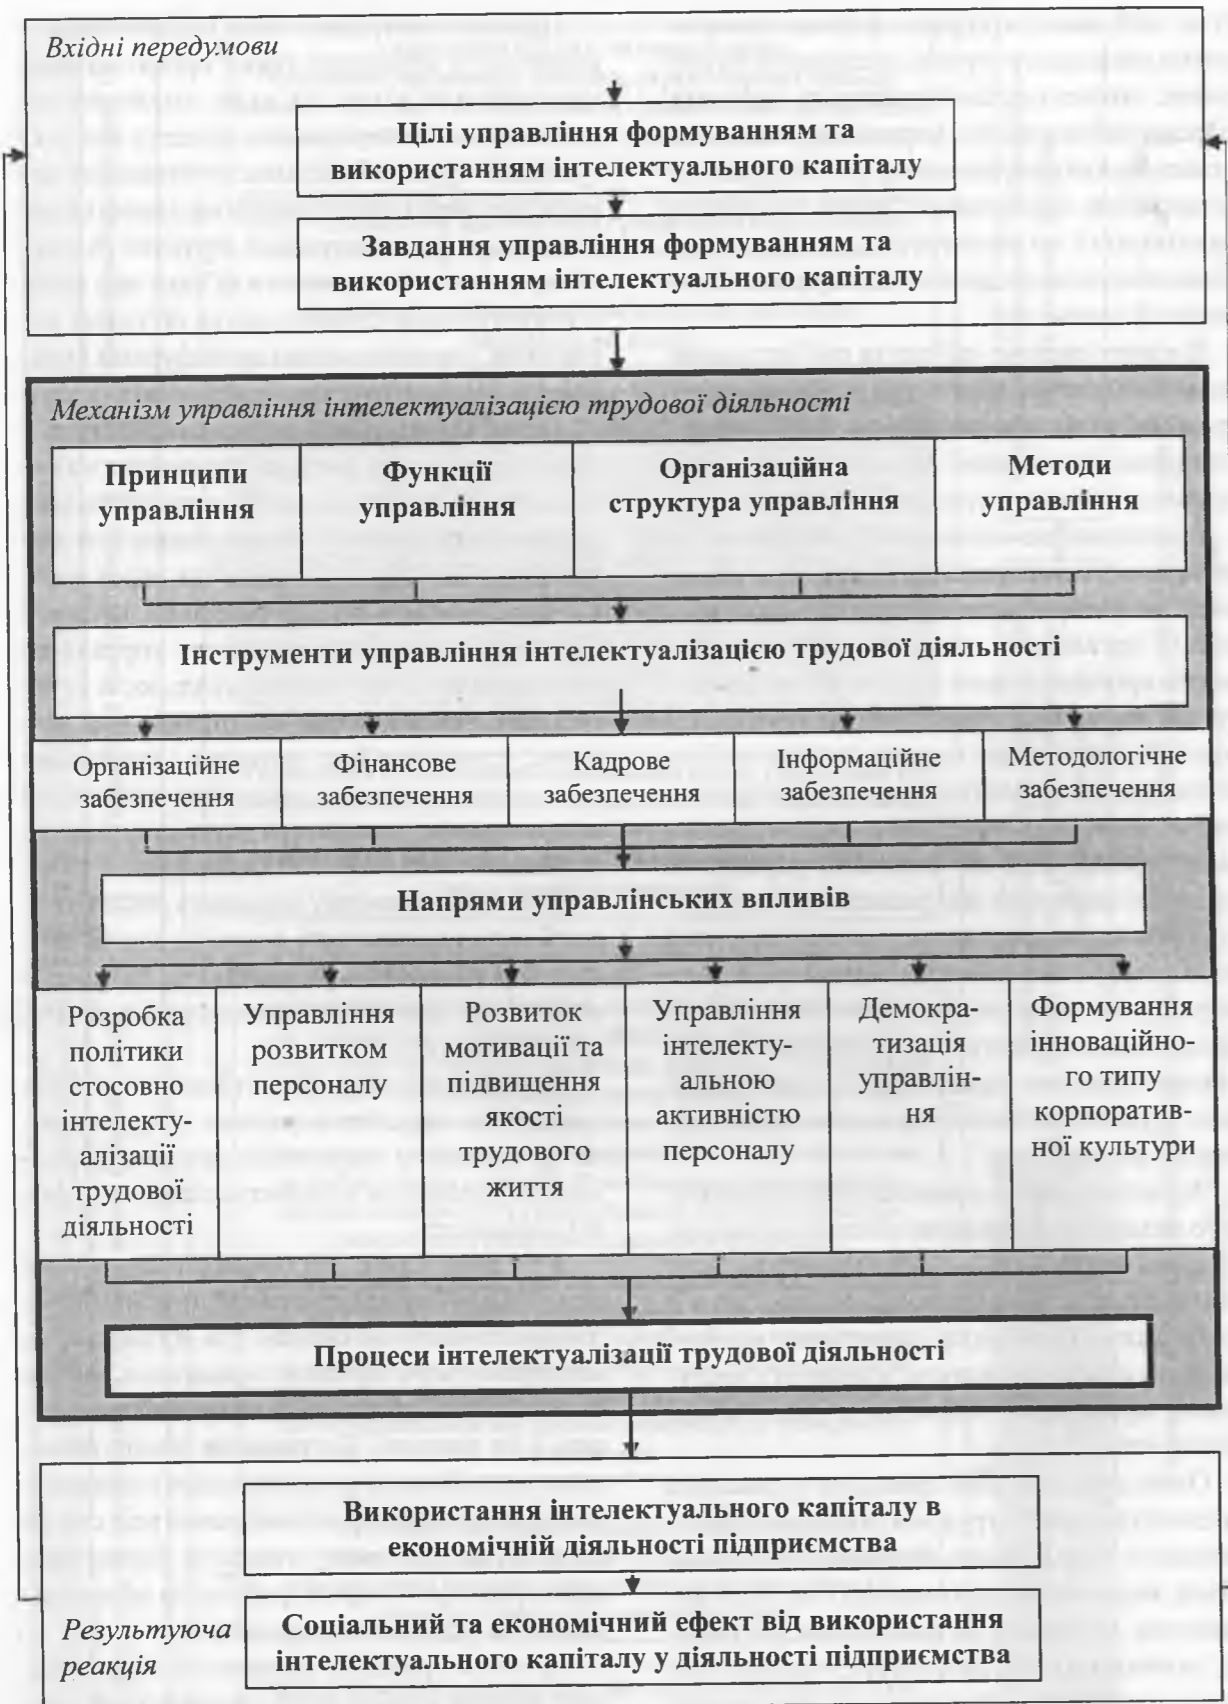 Вхідні передумови
Цілі управління формуванням та
використанням інтелектуального капіталу
Завдання управління формуванням та
використанням інтелектуального капіталу
Механізм управління інтелектуалізацією трудової діяльності
Принципи
управління
Функції
управління
Організаційна
структура управління
Методи
управління
Інструменти управління інтелектуалізацією трудової діяльності
Організаційне
забезпечення
Фінансове
забезпечення
Кадрове
забезпечення
Інформаційне
забезпечення
Методологічне
забезпечення
Напрями управлінських впливів
Розробка
політики
стосовно
інтелекту-
алізації
трудової
діяльності
Управління
розвитком
персоналу
Розвиток
мотивації та
підвищення
якості
трудового
життя
Управління
інтелекту-
альною
активністю
персоналу
Демокра-
тизація
управлін-
ня
Формування
інноваційно-
го типу
корпоратив-
ної культури
Процеси інтелектуалізації трудової діяльності
Використання інтелектуального капіталу в
економічній діяльності підприємства
Результуюча
реакція
Соціальний та економічний ефект від використання
інтелектуального капіталу у діяльності підприємства